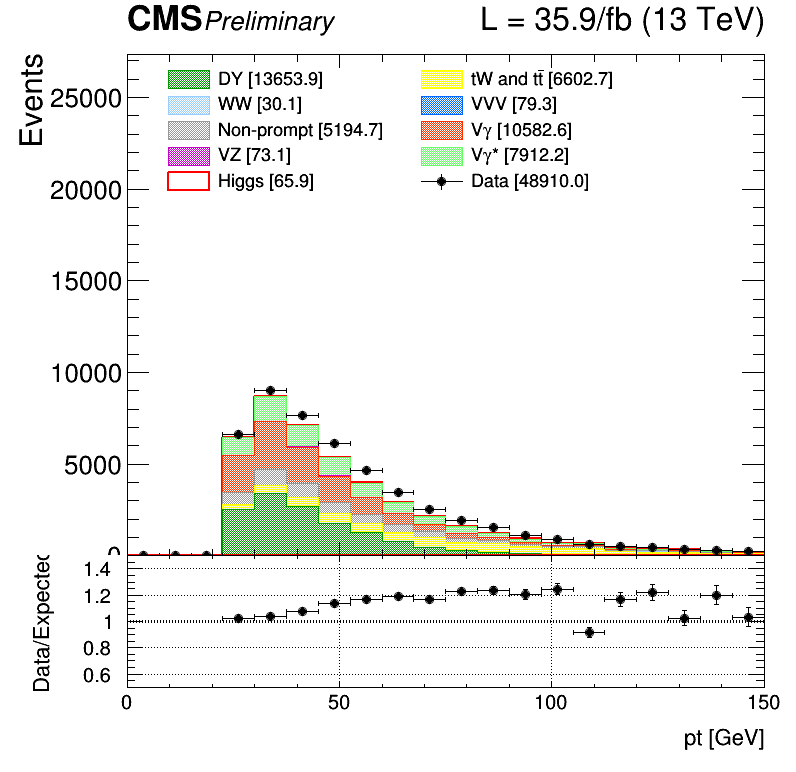 CMS Preliminary L = 35.9/fb (13 TeV)
Events
25000
20000
15000
10000
5000
0
DY [13653.9]
WW [30.1]
Non-prompt [5194.7]
VZ [73.1]
Higgs [65.9]
tW and tt̄ [6602.7]
VVV [79.3]
Vγ [10582.6]
Vγ* [7912.2]
Data [48910.0]
Data/Expected
1.4
1.2
1
0.8
0.6
0 50 100 150
pt [GeV]